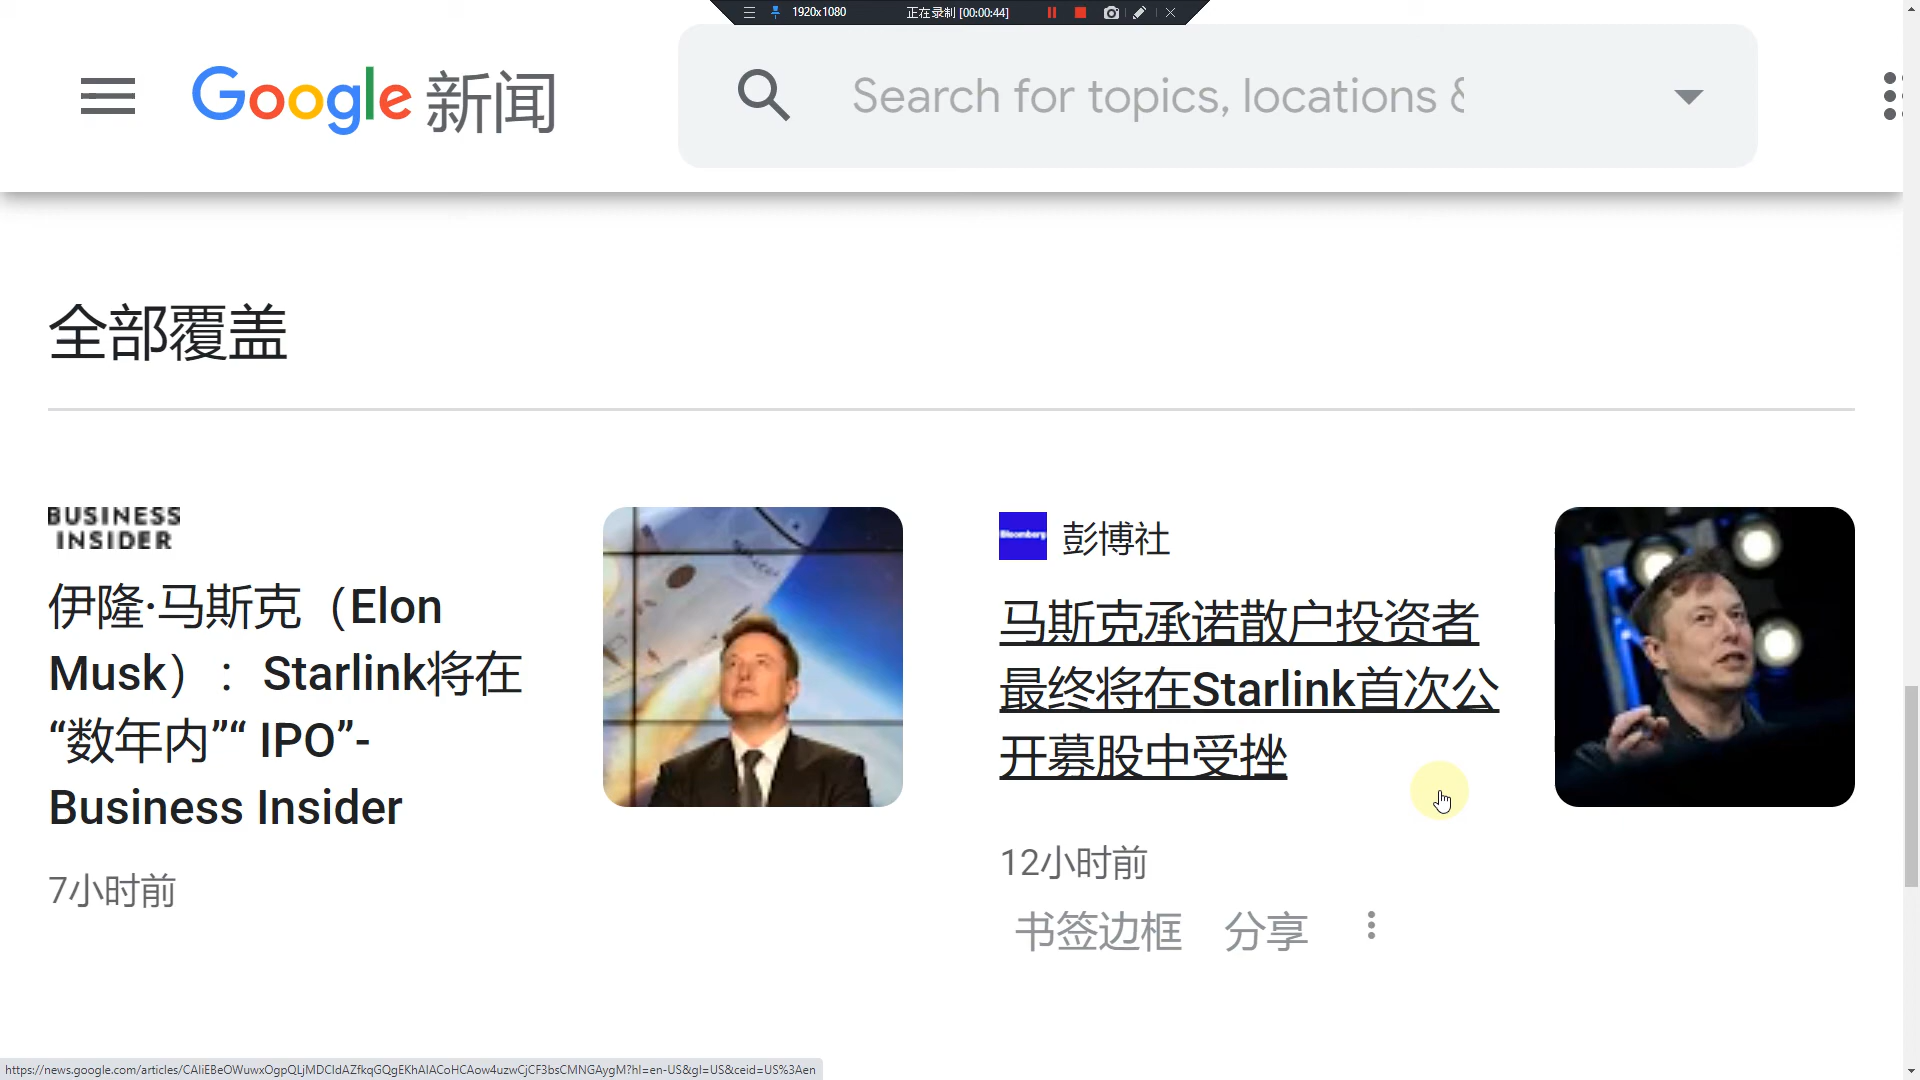 1920x1080 正在录制 [00:00:44]
Google 新闻
Search for topics, locations &
全部覆盖
BUSINESS
INSIDER
伊隆·马斯克（Elon
Musk）：Starlink将在
“数年内”“ IPO”-
Business Insider
7小时前
Bloomberg
彭博社
马斯克承诺散户投资者
最终将在Starlink首次公
开募股中受挫
12小时前
书签边框 分享
https://news.google.com/articles/CAIiEBeOWuwxOgpQLjMDCIdAZfkqGQgEKhAIACoHCAow4uzwCjCF3bsCMNGAygM?hl=en-US&gl=US&ceid=US%3Aen